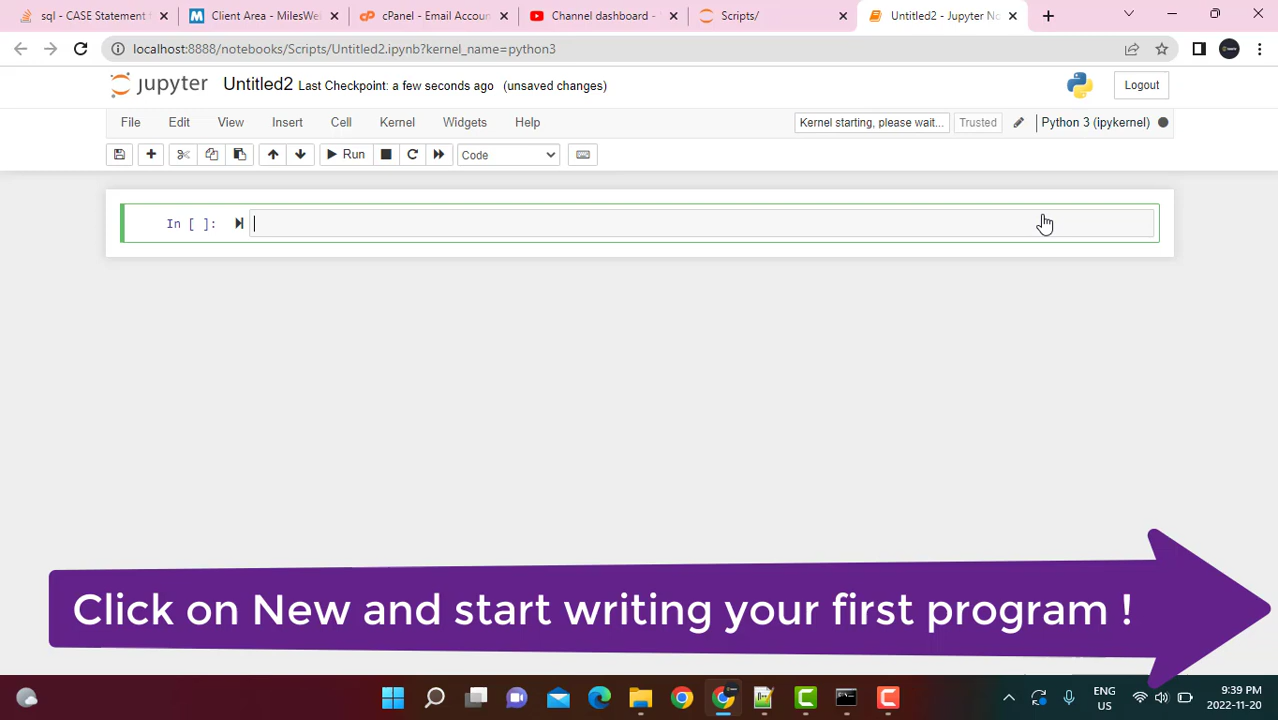 sql - CASE Statement f
Client Area - MilesWe
cPanel - Email Accoun
Channel dashboard -
Scripts/
Untitled2 - Jupyter No
localhost:8888/notebooks/Scripts/Untitled2.ipynb?kernel_name=python3
jupyter Untitled2 Last Checkpoint: a few seconds ago (unsaved changes)
Logout
File Edit View Insert Cell Kernel Widgets Help
Kernel starting, please wait... Trusted Python 3 (ipykernel)
Run Code
In [ ]:
Click on New and start writing your first program !
ENG
US
9:39 PM
2022-11-20